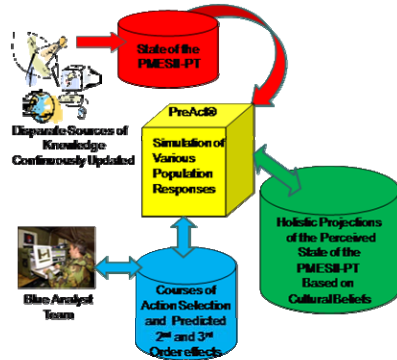 State of the
PMESII-PT
Disparate Sources of
Knowledge
Continuously Updated
PreAct®
Simulation of
Various
Population
Responses
Holistic Projections
of the Perceived
State of the
PMESII-PT
Based on
Cultural Beliefs
Blue Analyst
Team
Courses of
Action Selection
and Predicted
2nd and 3rd
Order effects